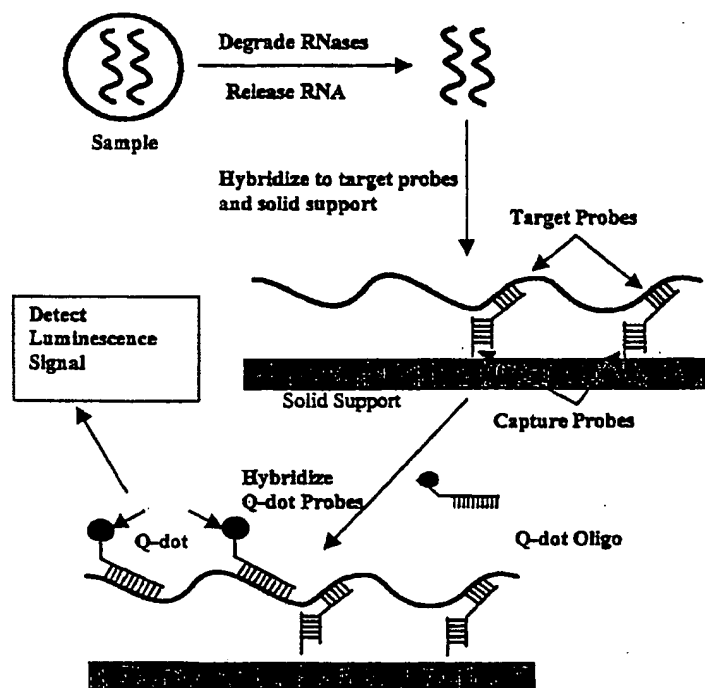 Degrade RNases
Release RNA
Sample
Hybridize to target probes
and solid support
Target Probes
Detect
Luminescence
Signal
Solid Support
Capture Probes
Hybridize
Q-dot Probes
Q-dot
Q-dot Oligo